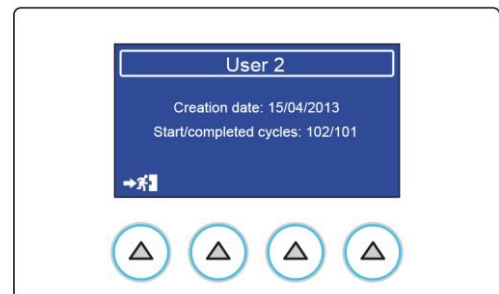 User 2
Creation date: 15/04/2013
Start/completed cycles: 102/101